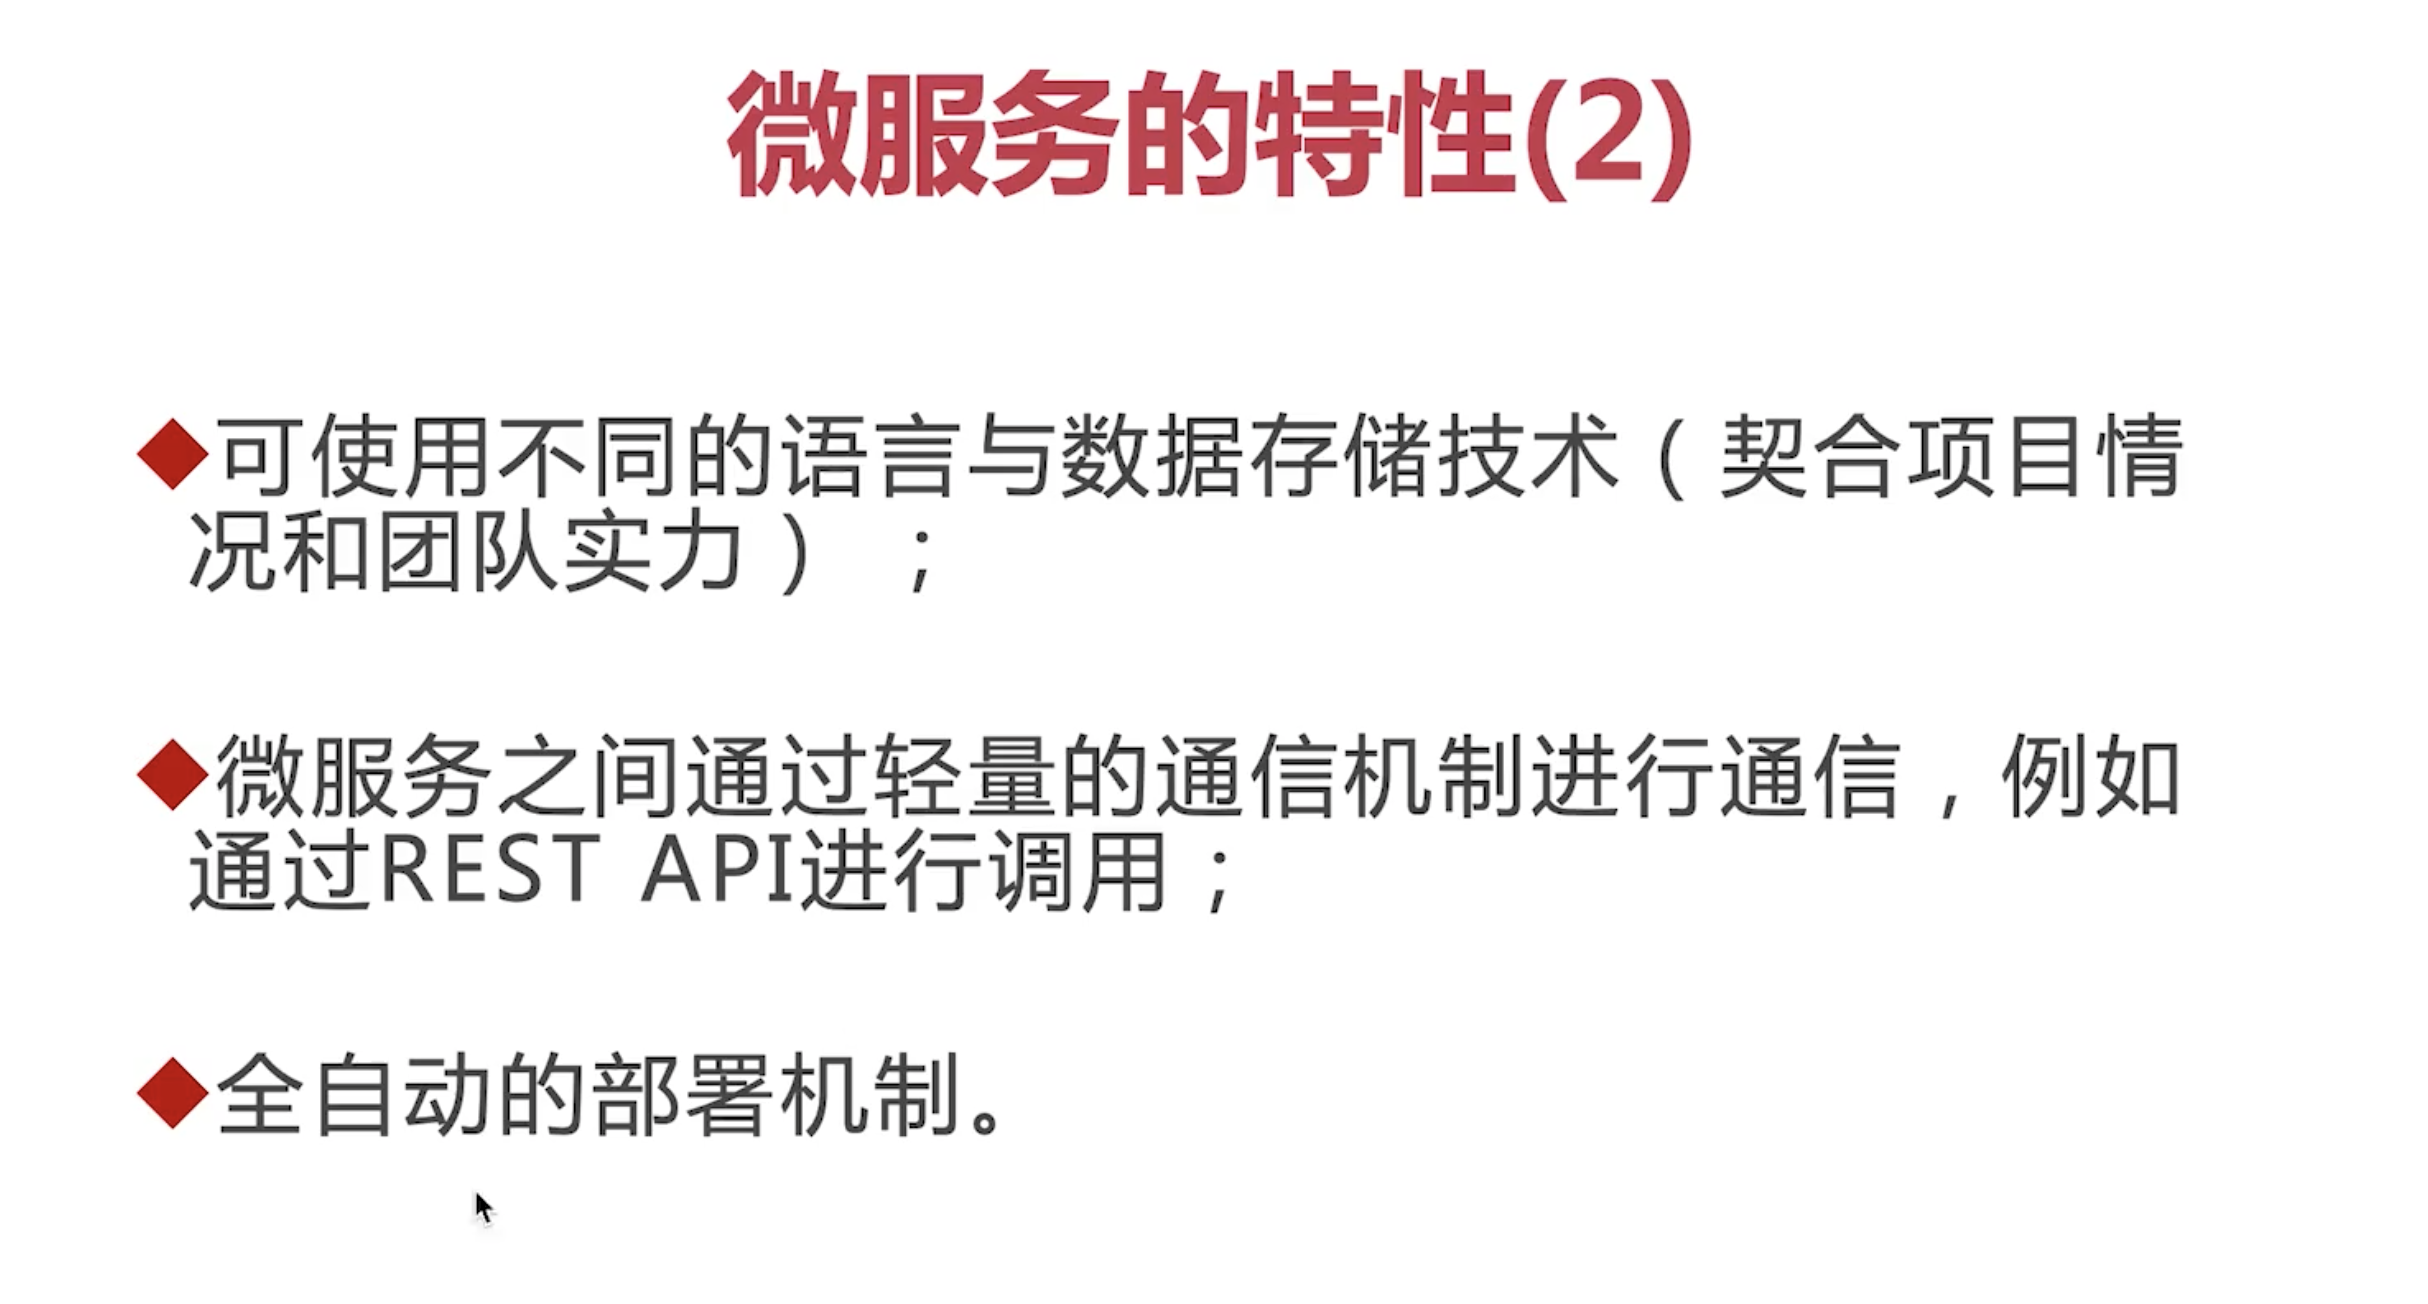 微服务的特性(2)
◆可使用不同的语言与数据存储技术（契合项目情
况和团队实力）；
◆微服务之间通过轻量的通信机制进行通信，例如
通过REST API进行调用；
◆全自动的部署机制。